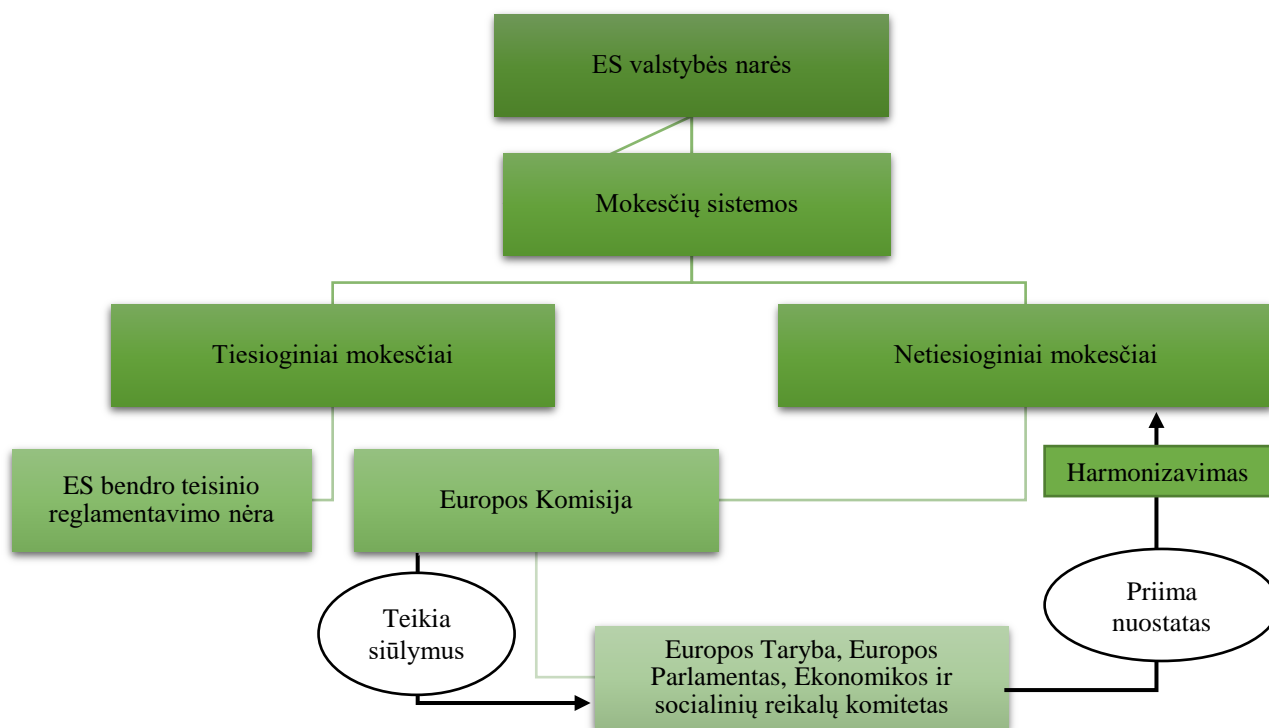 ES valstybės narės
Mokesčių sistemos
Tiesioginiai mokesčiai
Netiesioginiai mokesčiai
ES bendro teisinio
reglamentavimo nėra
Europos Komisija
Harmonizavimas
Teikia
siūlymus
Priima
nuostatas
Europos Taryba, Europos
Parlamentas, Ekonomikos ir
socialinių reikalų komitetas